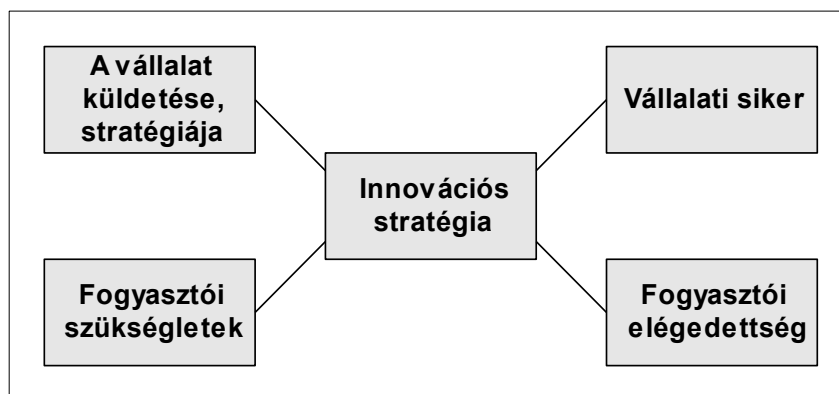 A vállalat
küldetése,
stratégiája
Vállalati siker
Innovációs
stratégia
Fogyasztói
szükségletek
Fogyasztói
elégedettség